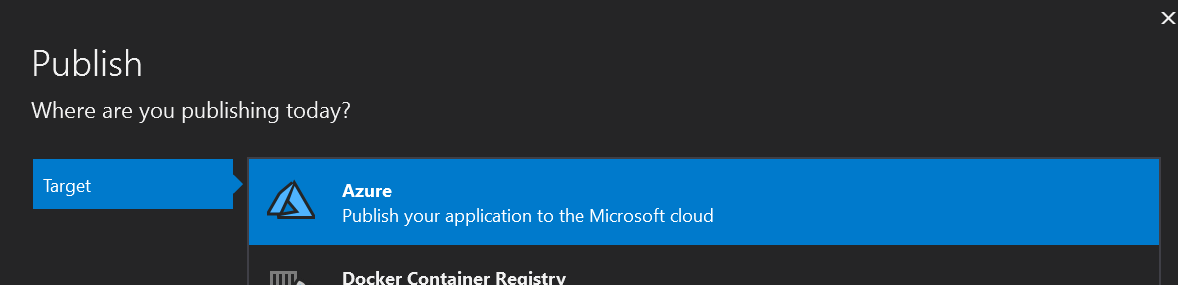 Publish
Where are you publishing today?
Target
Azure
Publish your application to the Microsoft cloud
Docker Container Registry